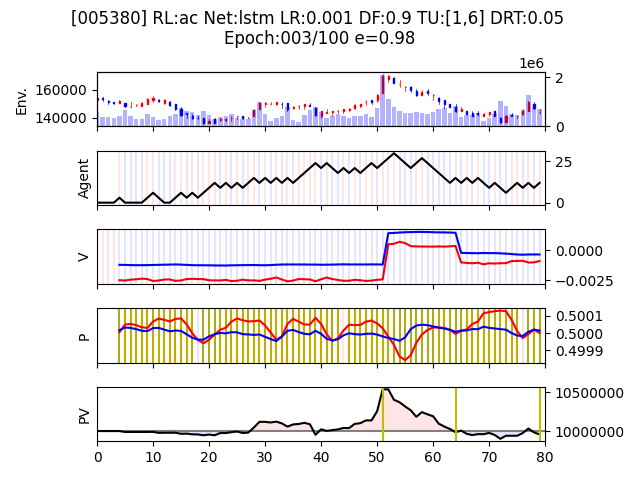 [005380] RL:ac Net:lstm LR:0.001 DF:0.9 TU:[1,6] DRT:0.05
Epoch:003/100 e=0.98
1e6
Env.
160000
140000
2
0
Agent
25
0
V
0.0000
−0.0025
P
0.5001
0.5000
0.4999
PV
10500000
10000000
0 10 20 30 40 50 60 70 80